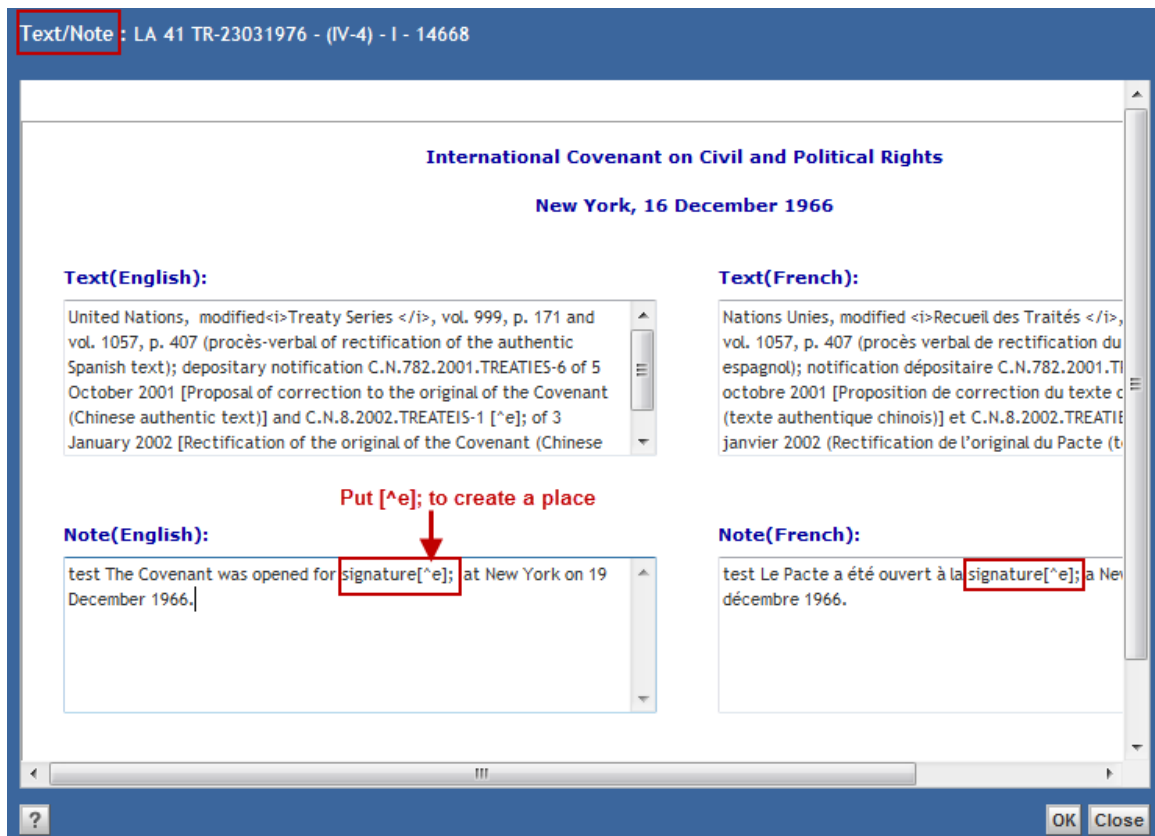 Text/Note : LA 41 TR-23031976 - (IV-4) - I - 14668
International Covenant on Civil and Political Rights
New York, 16 December 1966
Text(English):
United Nations,  modified<i>Treaty Series </i>, vol. 999, p. 171 and
vol. 1057, p. 407 (procès-verbal of rectification of the authentic
Spanish text); depositary notification C.N.782.2001.TREATIES-6 of 5
October 2001 [Proposal of correction to the original of the Covenant
(Chinese authentic text)] and C.N.8.2002.TREATEIS-1 [^e]; of 3
January 2002 [Rectification of the original of the Covenant (Chinese
Text(French):
Nations Unies, modified <i>Recueil des Traités </i>,
vol. 1057, p. 407 (procès verbal de rectification du
espagnol); notification dépositaire C.N.782.2001.
octobre 2001 [Proposition de correction du texte
(texte authentique chinois)] et C.N.8.2002.
janvier 2002 (Rectification de l'original du Pacte
Put [^e]; to create a place
Note(English):
test The Covenant was opened for signature[^e]; at New York on 19
December 1966.
Note(French):
test Le Pacte a été ouvert à la signature[^e]; a
décembre 1966.
?
OK
Close